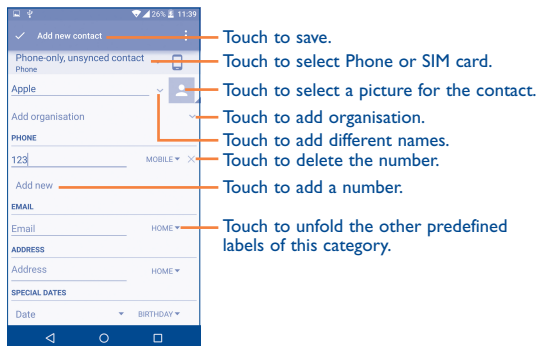 26% 11:39
Add new contact
Touch to save.
Phone-only, unsynced contact
Phone
Touch to select Phone or SIM card.
Apple
Touch to select a picture for the contact.
Add organisation
Touch to add organisation.
PHONE
Touch to add different names.
123
MOBILE
Touch to delete the number.
Add new
Touch to add a number.
EMAIL
Email
HOME
Touch to unfold the other predefined
labels of this category.
ADDRESS
Address
HOME
SPECIAL DATES
Date
BIRTHDAY